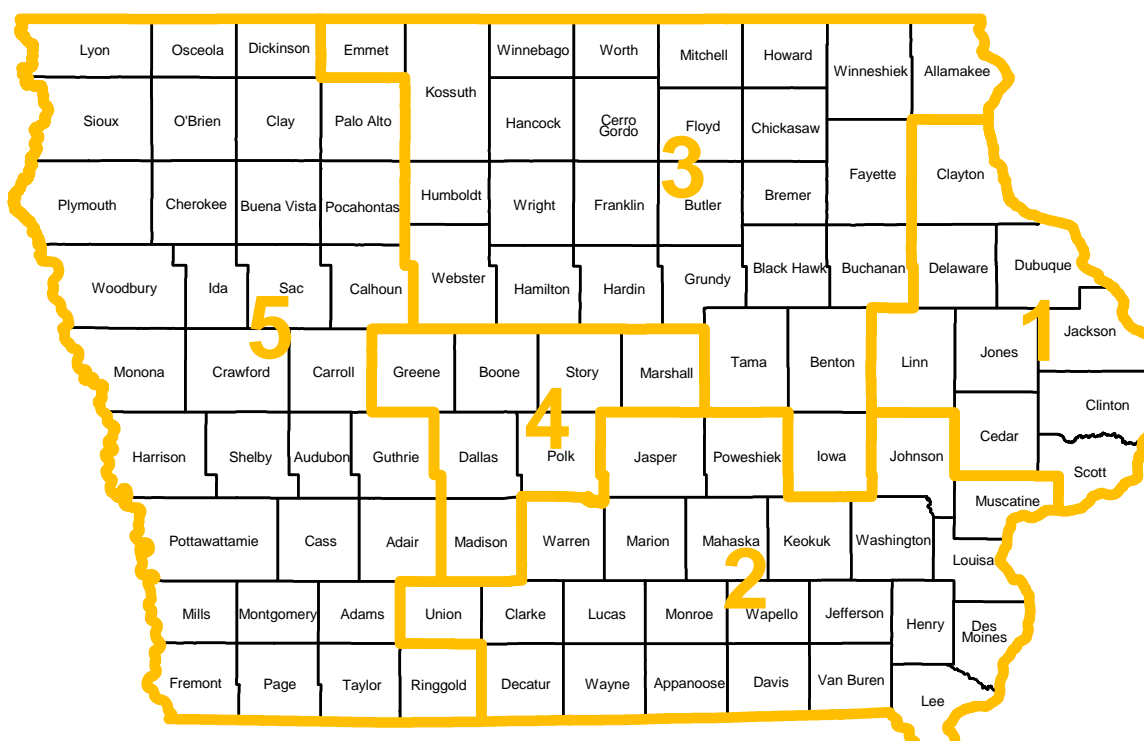 Lyon
Osceola
Dickinson
Emmet
Winnebago
Worth
Mitchell
Howard
Winneshiek
Allamakee
Kossuth
Sioux
O'Brien
Clay
Palo Alto
Hancock
Cerro
Gordo
Floyd
Chickasaw
3
Fayette
Clayton
Plymouth
Cherokee
Buena Vista
Pocahontas
Humboldt
Wright
Franklin
Butler
Bremer
Woodbury
Ida
Sac
Calhoun
Webster
Hamilton
Hardin
Grundy
Black Hawk
Buchanan
Delaware
Dubuque
5
1
Jackson
Monona
Crawford
Carroll
Greene
Boone
Story
Marshall
Tama
Benton
Linn
Jones
Clinton
4
Harrison
Shelby
Audubon
Guthrie
Dallas
Polk
Jasper
Poweshiek
Iowa
Johnson
Cedar
Scott
Muscatine
Pottawattamie
Cass
Adair
Madison
Warren
Marion
Mahaska
Keokuk
Washington
Louisa
2
Mills
Montgomery
Adams
Union
Clarke
Lucas
Monroe
Wapello
Jefferson
Henry
Des
Moines
Fremont
Page
Taylor
Ringgold
Decatur
Wayne
Appanoose
Davis
Van Buren
Lee